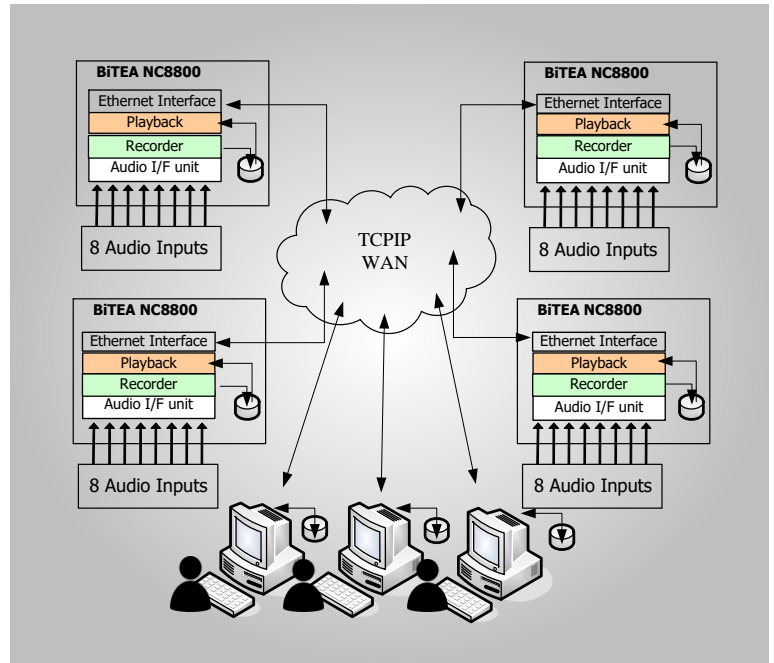 BiTEA NC8800
Ethernet Interface
Playback
Recorder
Audio I/F unit
8 Audio Inputs
BiTEA NC8800
Ethernet Interface
Playback
Recorder
Audio I/F unit
8 Audio Inputs
TCPIP
WAN
BiTEA NC8800
Ethernet Interface
Playback
Recorder
Audio I/F unit
8 Audio Inputs
BiTEA NC8800
Ethernet Interface
Playback
Recorder
Audio I/F unit
8 Audio Inputs